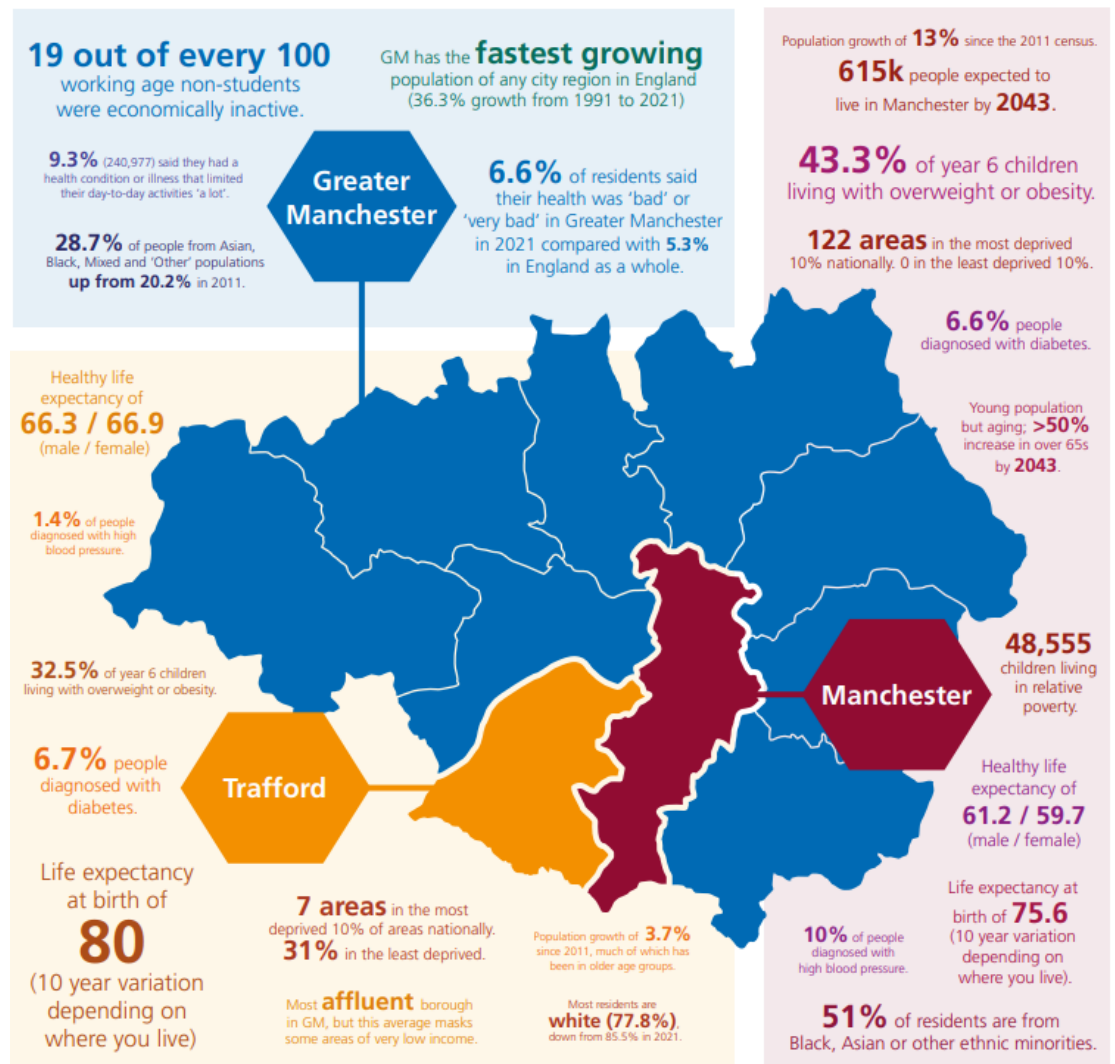 19 out of every 100
working age non-students
were economically inactive.
GM has the fastest growing
population of any city region in England
(36.3% growth from 1991 to 2021)
9.3% (240,977) said they had a
health condition or illness that limited
their day-to-day activities 'a lot'.
28.7% of people from Asian,
Black, Mixed and 'Other' populations
up from 20.2% in 2011.
Greater
Manchester
6.6% of residents said
their health was 'bad' or
'very bad' in Greater Manchester
in 2021 compared with 5.3%
in England as a whole.
Population growth of 13% since the 2011 census.
615k people expected to
live in Manchester by 2043.
43.3% of year 6 children
living with overweight or obesity.
122 areas in the most deprived
10% nationally. 0 in the least deprived 10%.
6.6% people
diagnosed with diabetes.
Young population
but aging; >50%
increase in over 65s
by 2043.
Manchester
48,555
children living
in relative
poverty.
Healthy life
expectancy of
61.2 / 59.7
(male / female)
Life expectancy at
birth of 75.6
(10 year variation
depending on
where you live).
10% of people
diagnosed with
high blood pressure.
51% of residents are from
Black, Asian or other ethnic minorities.
Healthy life
expectancy of
66.3 / 66.9
(male / female)
1.4% of people
diagnosed with high
blood pressure.
32.5% of year 6 children
living with overweight or obesity.
6.7% people
diagnosed with
diabetes.
Trafford
Life expectancy
at birth of
80
(10 year variation
depending on
where you live)
7 areas in the most
deprived 10% of areas nationally.
31% in the least deprived.
Most affluent borough
in GM, but this average masks
some areas of very low income.
Population growth of 3.7%
since 2011, much of which has
been in older age groups.
Most residents are
white (77.8%),
down from 85.5% in 2021.